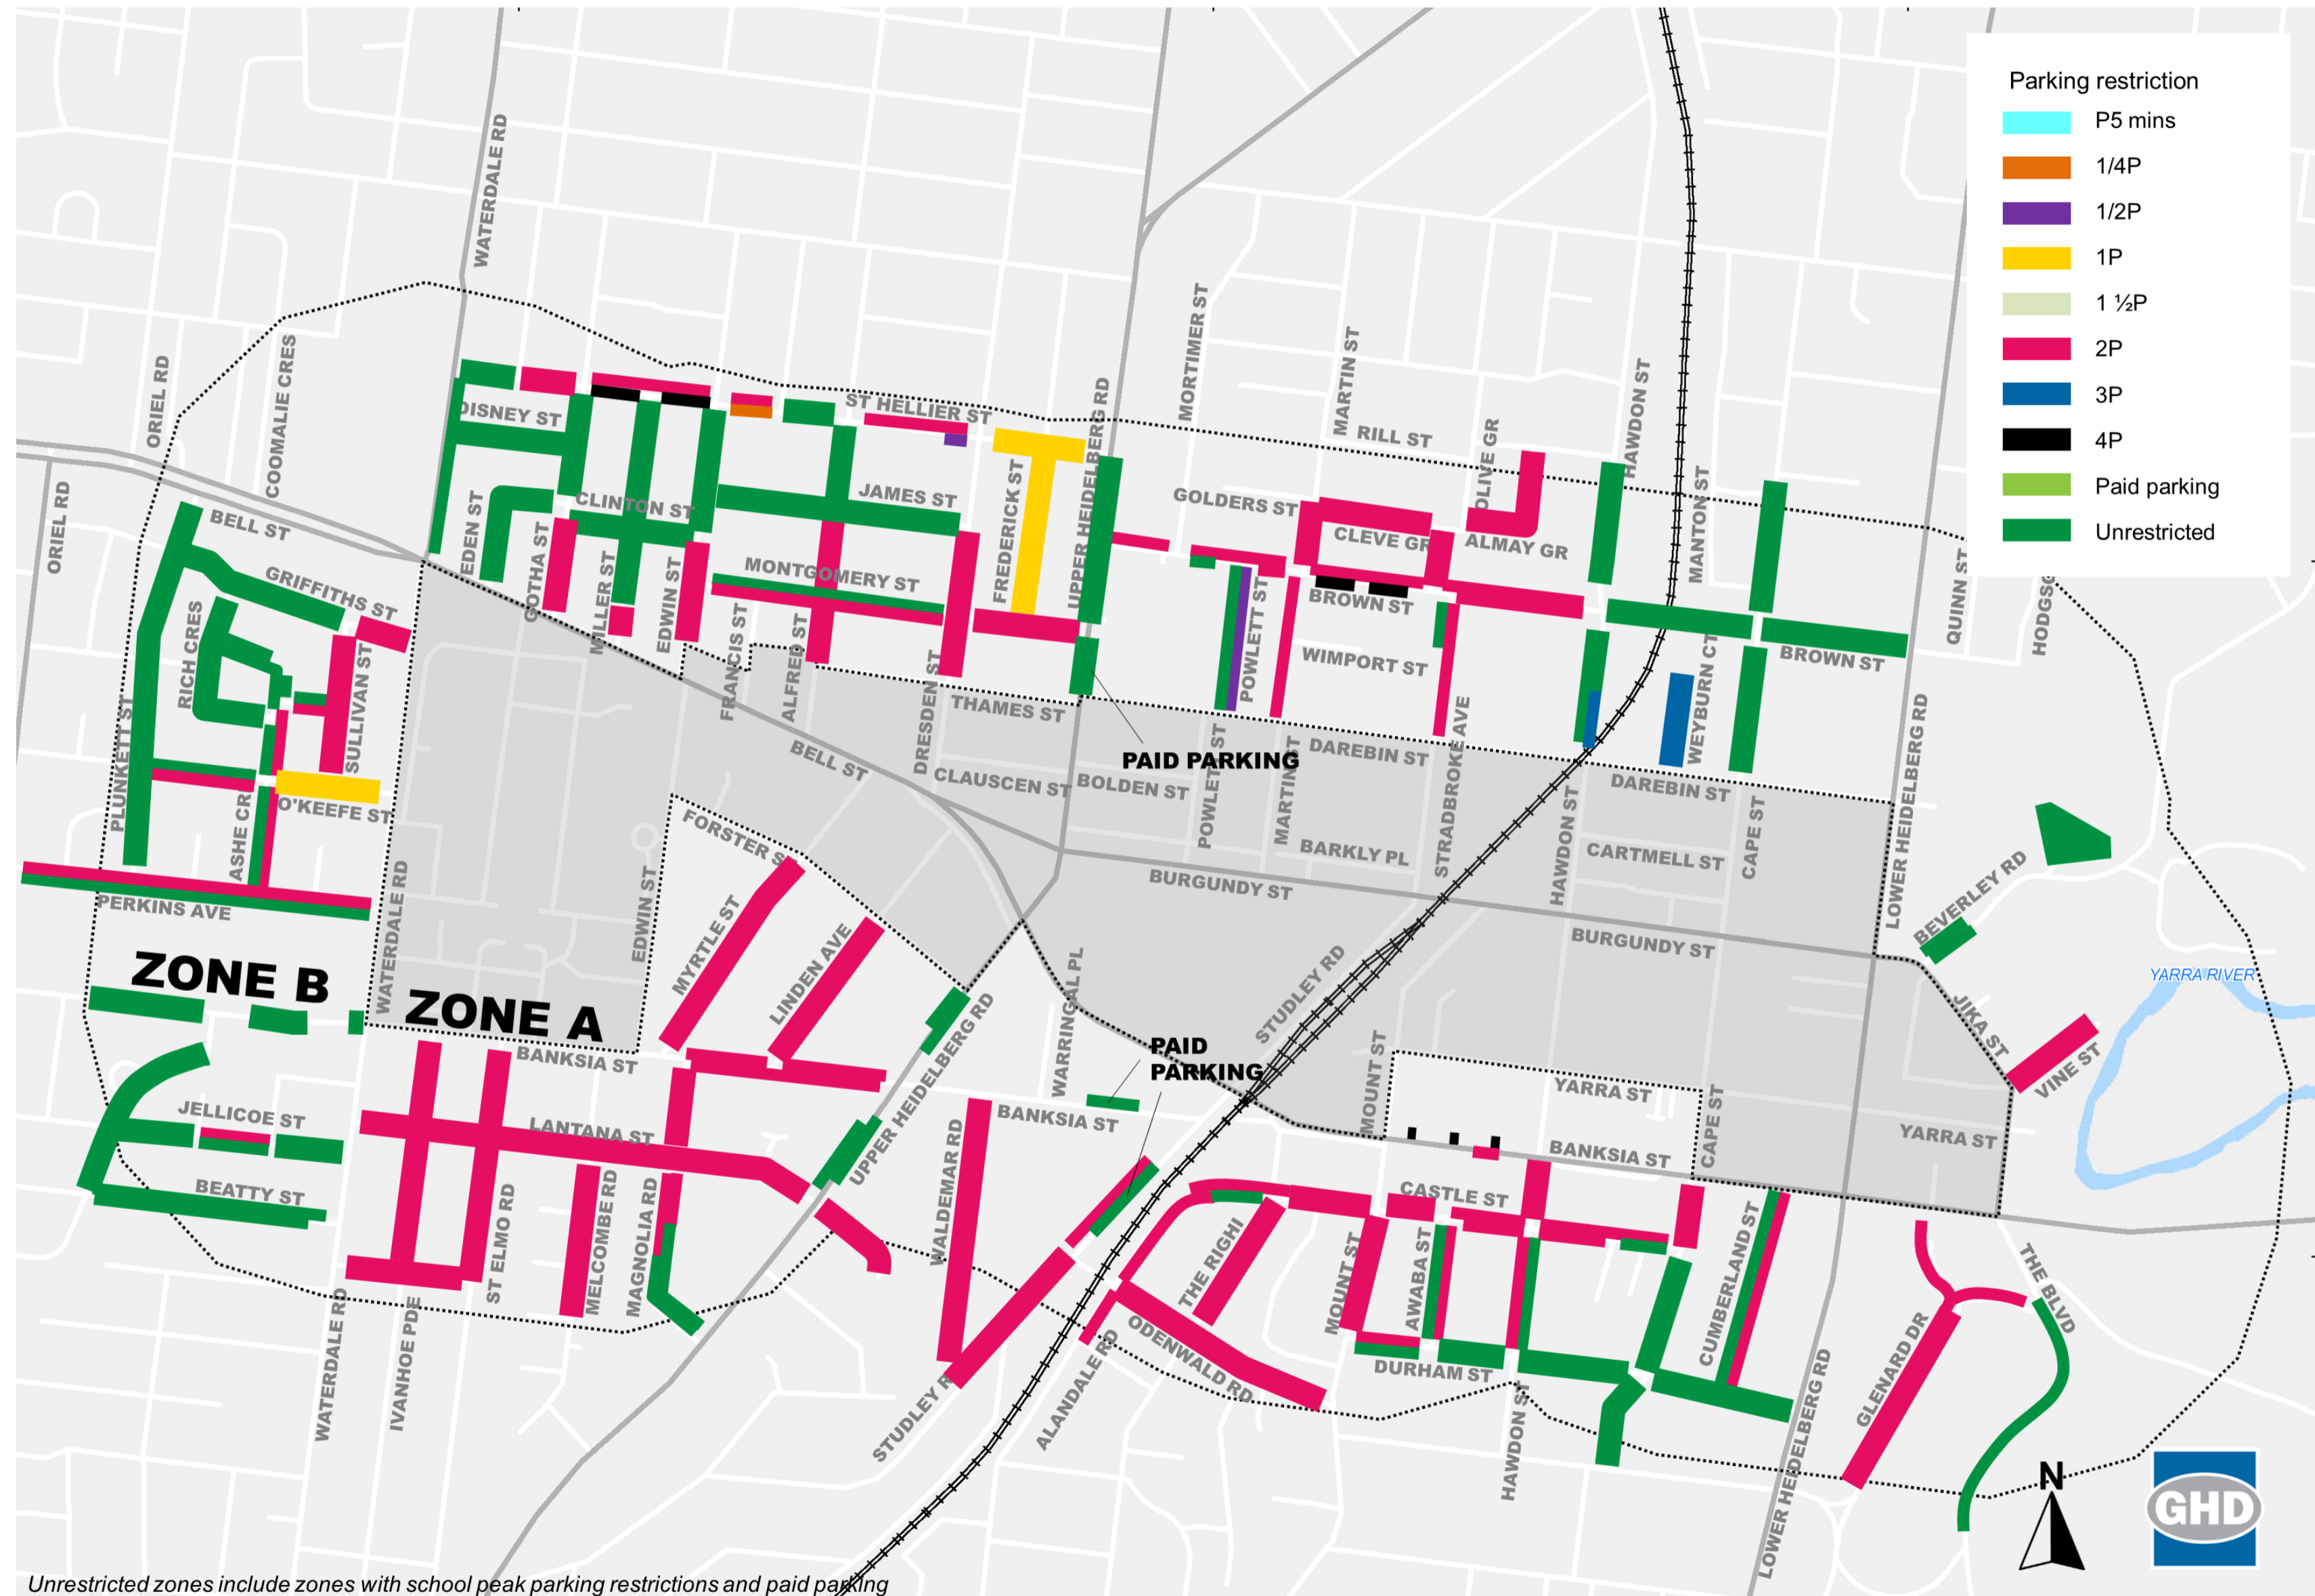 Parking restriction
P5 mins
1/4P
1/2P
1P
1 ½P
2P
3P
4P
Paid parking
Unrestricted
WATERDALE RD
ORIEL RD
COOMALIE CRES
ORIEL RD
BELL ST
DISNEY ST
ST HELLIER ST
UPPER HEIDELBERG RD
MORTIMER ST
MARTIN ST
RILL ST
OLIVE GR
HAWDON ST
MANTON ST
QUINN ST
EDEN ST
CLINTON ST
JAMES ST
GOLDERS ST
CLEVE GR
ALMAY GR
GOTHA ST
MILLER ST
EDWIN ST
MONTGOMERY ST
FREDERICK ST
BROWN ST
GRIFFITHS ST
RICH CRES
SULLIVAN ST
PLUNKETT ST
FRANCIS ST
ALFRED ST
DRESDEN ST
THAMES ST
POWLETT ST
WIMPORT ST
WEYBURN CT
BROWN ST
PAID PARKING
BELL ST
CLAUSCEN ST
BOLDEN ST
DAREBIN ST
DAREBIN ST
O'KEEFE ST
ASHE CR
FORSTER S
MARTIN ST
BARKLY PL
STRADBROKE AVE
HAWDON ST
CARTMELL ST
CAPE ST
LOWER HEIDELBERG RD
PERKINS AVE
WATERDALE RD
EDWIN ST
BURGUNDY ST
BURGUNDY ST
BEVERLEY RD
ZONE B
ZONE A
MYRTLE ST
LINDEN AVE
UPPER HEIDELBERG RD
WARRINGAL PL
STUDLEY RD
YARRA RIVER
JIKA ST
VINE ST
BANKSIA ST
PAID
PARKING
MOUNT ST
YARRA ST
CAPE ST
YARRA ST
JELLICOE ST
LANTANA ST
BANKSIA ST
BANKSIA ST
BEATTY ST
WALDEMAR RD
CASTLE ST
ST ELMO RD
MELCOMBE RD
MAGNOLIA RD
THE RIGHI
MOUNT ST
AWABA ST
CUMBERLAND ST
THE BLVD
WATERDALE RD
IVANHOE PDE
ODENWALD RD
DURHAM ST
GLENARD DR
ALANDALE RD
HAWDON ST
LOWER HEIDELBERG RD
N
GHD
Unrestricted zones include zones with school peak parking restrictions and paid parking